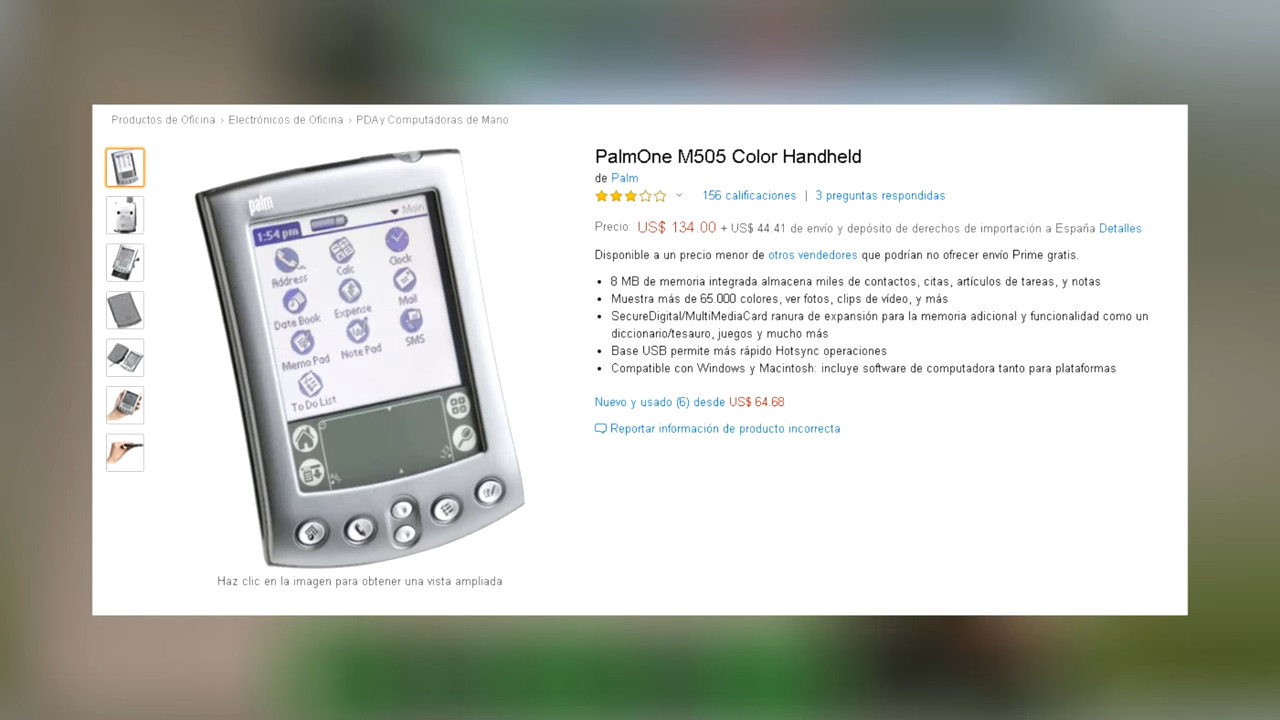 Productos de Oficina › Electrónicos de Oficina › PDAy Computadoras de Mano
PalmOne M505 Color Handheld
de Palm
156 calificaciones | 3 preguntas respondidas
Precio: US$ 134.00 + US$ 44.41 de envío y depósito de derechos de importación a España Detalles
Disponible a un precio menor de otros vendedores que podrían no ofrecer envío Prime gratis.
• 8 MB de memoria integrada almacena miles de contactos, citas, artículos de tareas, y notas
• Muestra más de 65.000 colores, ver fotos, clips de vídeo, y más
• SecureDigital/MultiMediaCard ranura de expansión para la memoria adicional y funcionalidad como un
diccionario/tesauro, juegos y mucho más
• Base USB permite más rápido Hotsync operaciones
• Compatible con Windows y Macintosh: incluye software de computadora tanto para plataformas
Nuevo y usado (6) desde US$ 64.68
Reportar información de producto incorrecta
palm
1:54 pm
Main
Address
Calc
Clock
Date Book
Expense
Mail
Memo Pad
Note Pad
SMS
To Do List
Haz clic en la imagen para obtener una vista ampliada